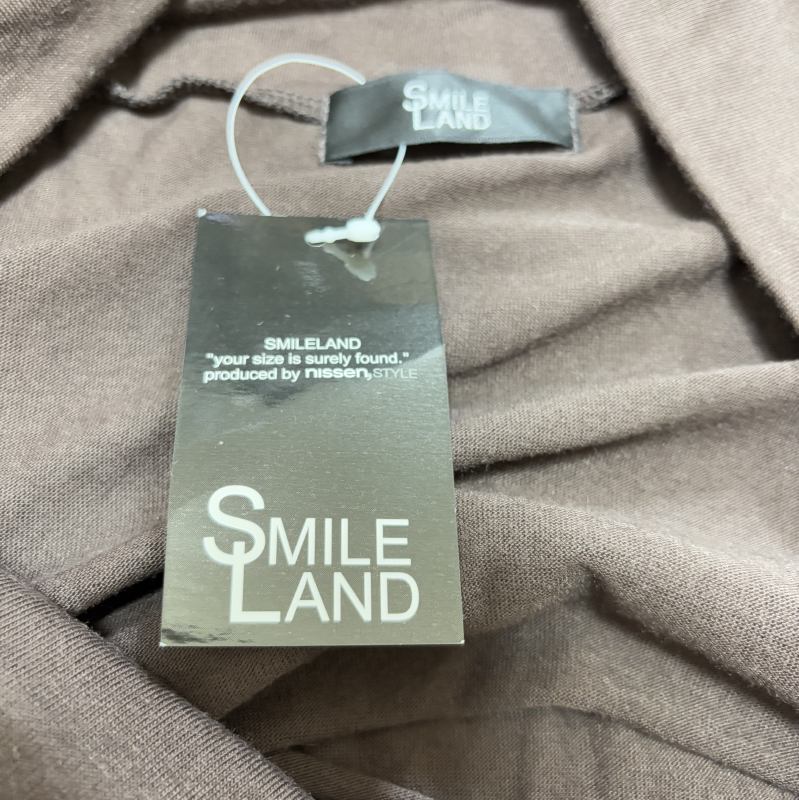 SMILE
LAND
SMILELAND
"your size is surely found."
produced by nissen,STYLE
SMILE
LAND